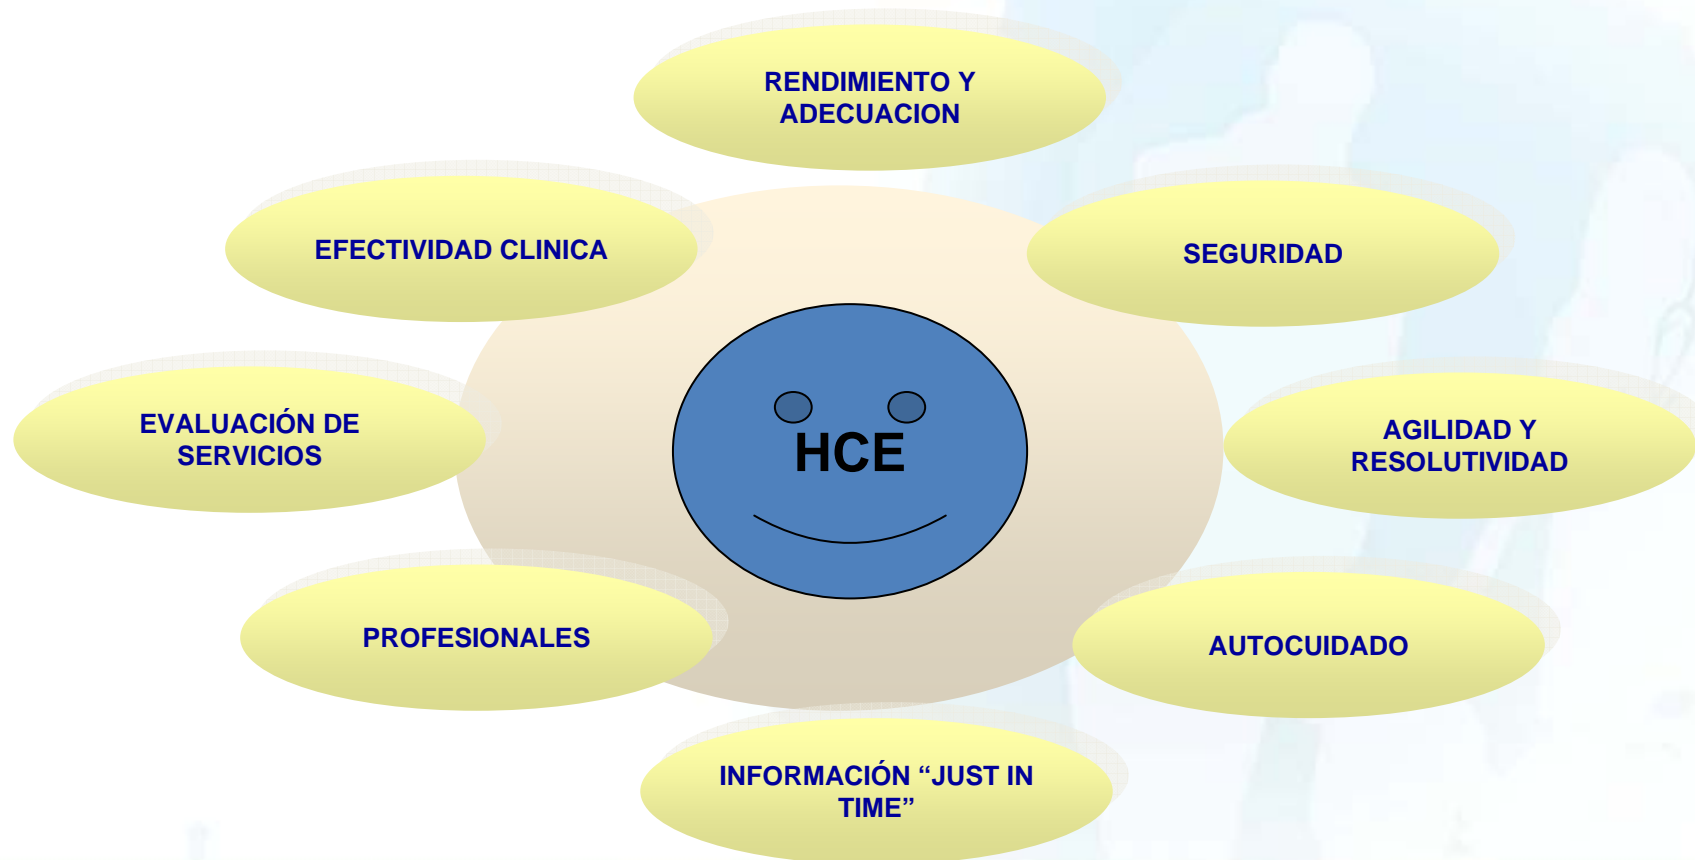 RENDIMIENTO Y
ADECUACION
EFECTIVIDAD CLINICA
SEGURIDAD
EVALUACIÓN DE
SERVICIOS
HCE
AGILIDAD Y
RESOLUTIVIDAD
PROFESIONALES
AUTOCUIDADO
INFORMACIÓN “JUST IN
TIME”